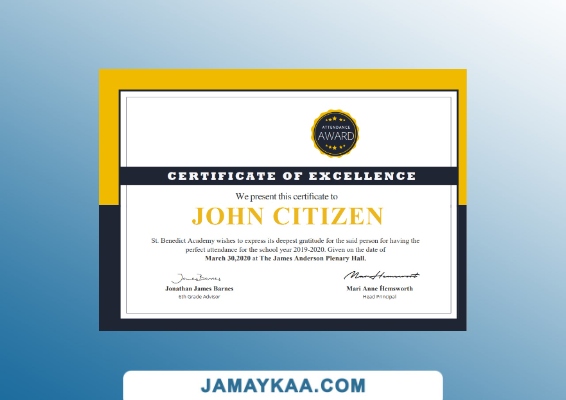 ATTENDANCE
AWARD
CERTIFICATE OF EXCELLENCE
We present this certificate to
JOHN CITIZEN
St. Benedict Academy wishes to express its deepest gratitude for the said person for having the
perfect attendance for the school year 2019-2020. Given on the date of
March 30,2020 at The James Anderson Plenary Hall.
James Barnes
Mari Hemsworth
Jonathan James Barnes
Mari Anne Hemsworth
6th Grade Advisor
Head Principal
JAMAYKAA.COM